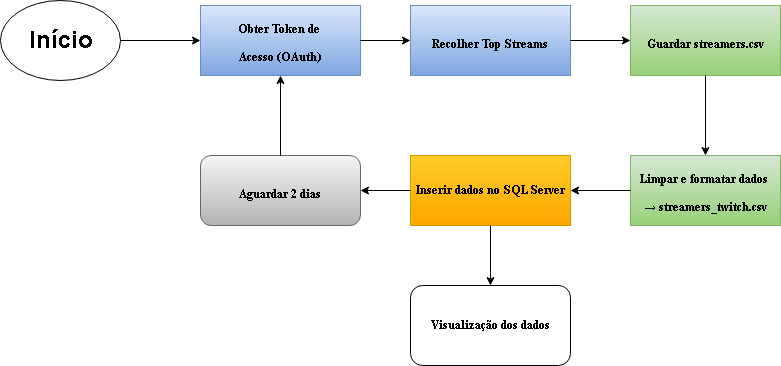 Início
Obter Token de
Acesso (OAuth)
Recolher Top Streams
Guardar streamers.csv
Limpar e formatar dados
→ streamers_twitch.csv
Inserir dados no SQL Server
Aguardar 2 dias
Visualização dos dados